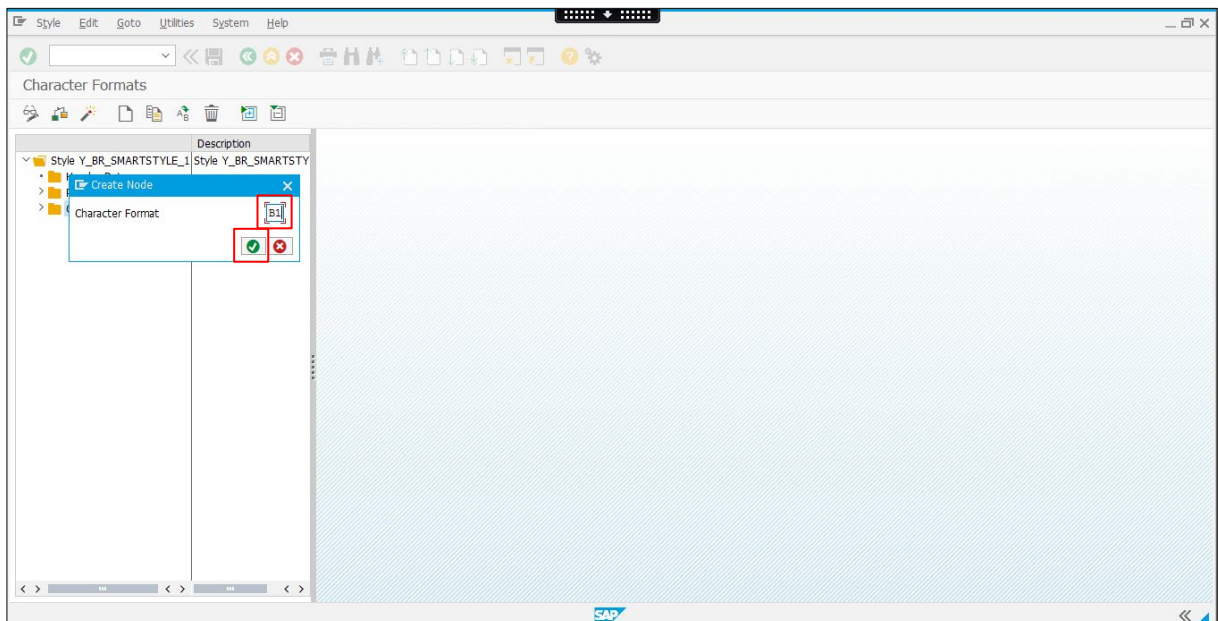 Style Edit Goto Utilities System Help
Character Formats
Description
Style Y_BR_SMARTSTYLE_1 Style Y_BR_SMARTSTY
Create Node
Character Format B1
SAP